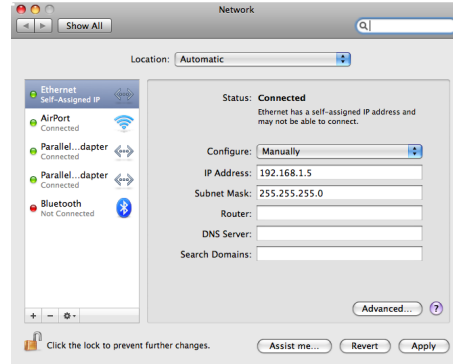 Network
Show All
Location: Automatic
Ethernet
Self-Assigned IP
AirPort
Connected
Parallel...dapter
Connected
Parallel...dapter
Connected
Bluetooth
Not Connected
Status: Connected
Ethernet has a self-assigned IP address and
may not be able to connect.
Configure: Manually
IP Address: 192.168.1.5
Subnet Mask: 255.255.255.0
Router:
DNS Server:
Search Domains:
Advanced... ?
+ −
Click the lock to prevent further changes.
Assist me... Revert Apply